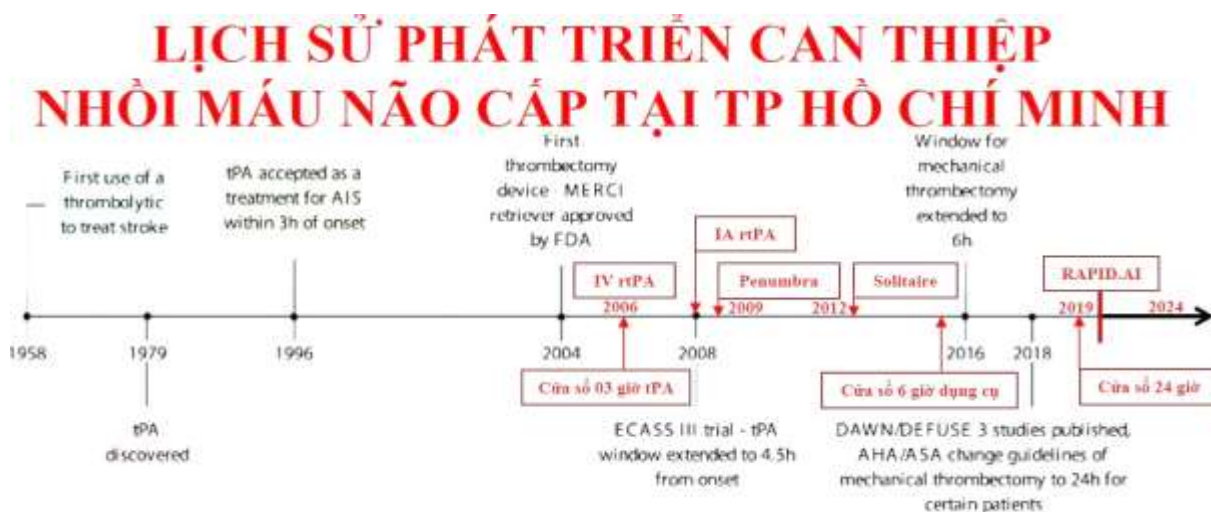 LỊCH SỬ PHÁT TRIỂN CAN THIỆP
NHỒI MÁU NÃO CẤP TẠI TP HỒ CHÍ MINH
First use of a
thrombolytic
to treat stroke
tPA accepted as a
treatment for AIS
within 3h of onset
First
thrombectomy
device MERCI
retriever approved
by FDA
Window for
mechanical
thrombectomy
extended to
6h
IA rtPA
IV rtPA
Penumbra
Solitaire
RAPID.AI
2006
2009
2012
2019
2024
1958
1979
1996
2004
2008
2016
2018
Cửa sổ 03 giờ tPA
Cửa sổ 6 giờ dụng cụ
Cửa sổ 24 giờ
tPA
discovered
ECASS III trial - tPA
window extended to 4.5h
from onset
DAWN/DEFUSE 3 studies published,
AHA/ASA change guidelines of
mechanical thrombectomy to 24h for
certain patients